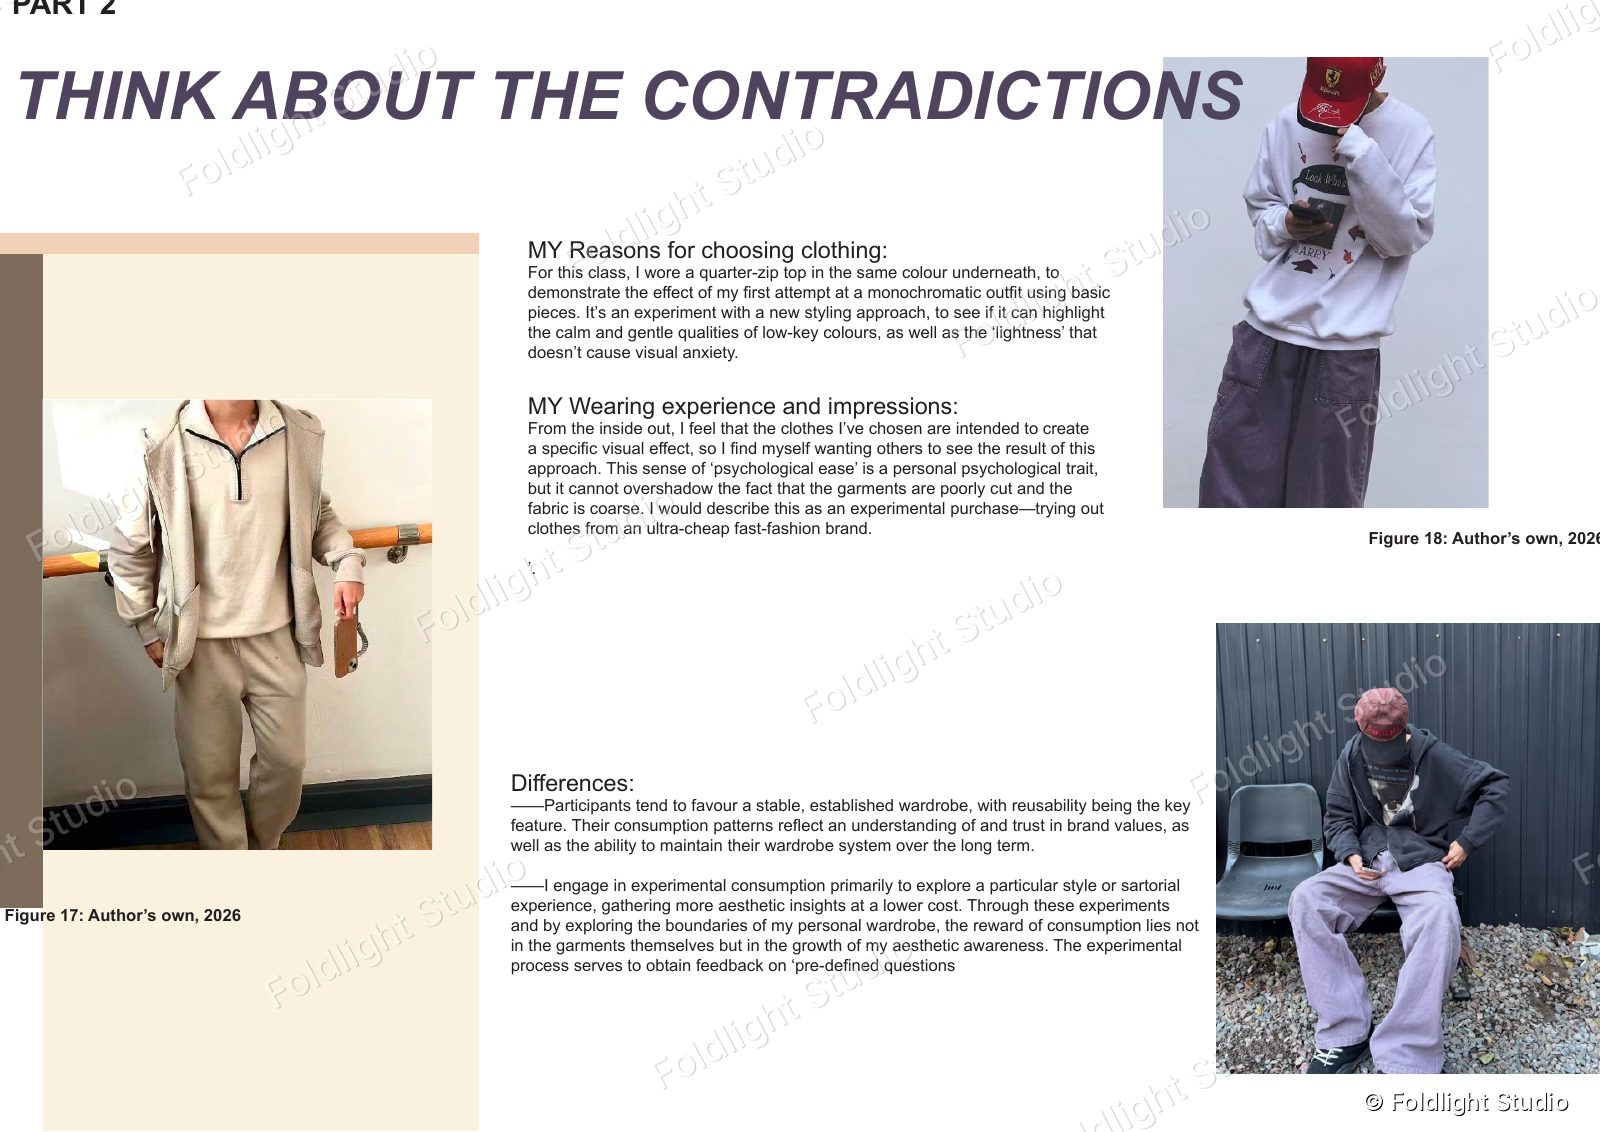 PART 2
THINK ABOUT THE CONTRADICTIONS
MY Reasons for choosing clothing:
For this class, I wore a quarter-zip top in the same colour underneath, to
demonstrate the effect of my first attempt at a monochromatic outfit using basic
pieces. It’s an experiment with a new styling approach, to see if it can highlight
the calm and gentle qualities of low-key colours, as well as the ‘lightness’ that
doesn’t cause visual anxiety.
MY Wearing experience and impressions:
From the inside out, I feel that the clothes I’ve chosen are intended to create
a specific visual effect, so I find myself wanting others to see the result of this
approach. This sense of ‘psychological ease’ is a personal psychological trait,
but it cannot overshadow the fact that the garments are poorly cut and the
fabric is coarse. I would describe this as an experimental purchase—trying out
clothes from an ultra-cheap fast-fashion brand.
’.
Ferrari
Look Who's
CARRY
Figure 18: Author’s own, 2026
Differences:
——Participants tend to favour a stable, established wardrobe, with reusability being the key
feature. Their consumption patterns reflect an understanding of and trust in brand values, as
well as the ability to maintain their wardrobe system over the long term.
——I engage in experimental consumption primarily to explore a particular style or sartorial
experience, gathering more aesthetic insights at a lower cost. Through these experiments
and by exploring the boundaries of my personal wardrobe, the reward of consumption lies not
in the garments themselves but in the growth of my aesthetic awareness. The experimental
process serves to obtain feedback on ‘pre-defined questions
Figure 17: Author’s own, 2026
© Foldlight Studio